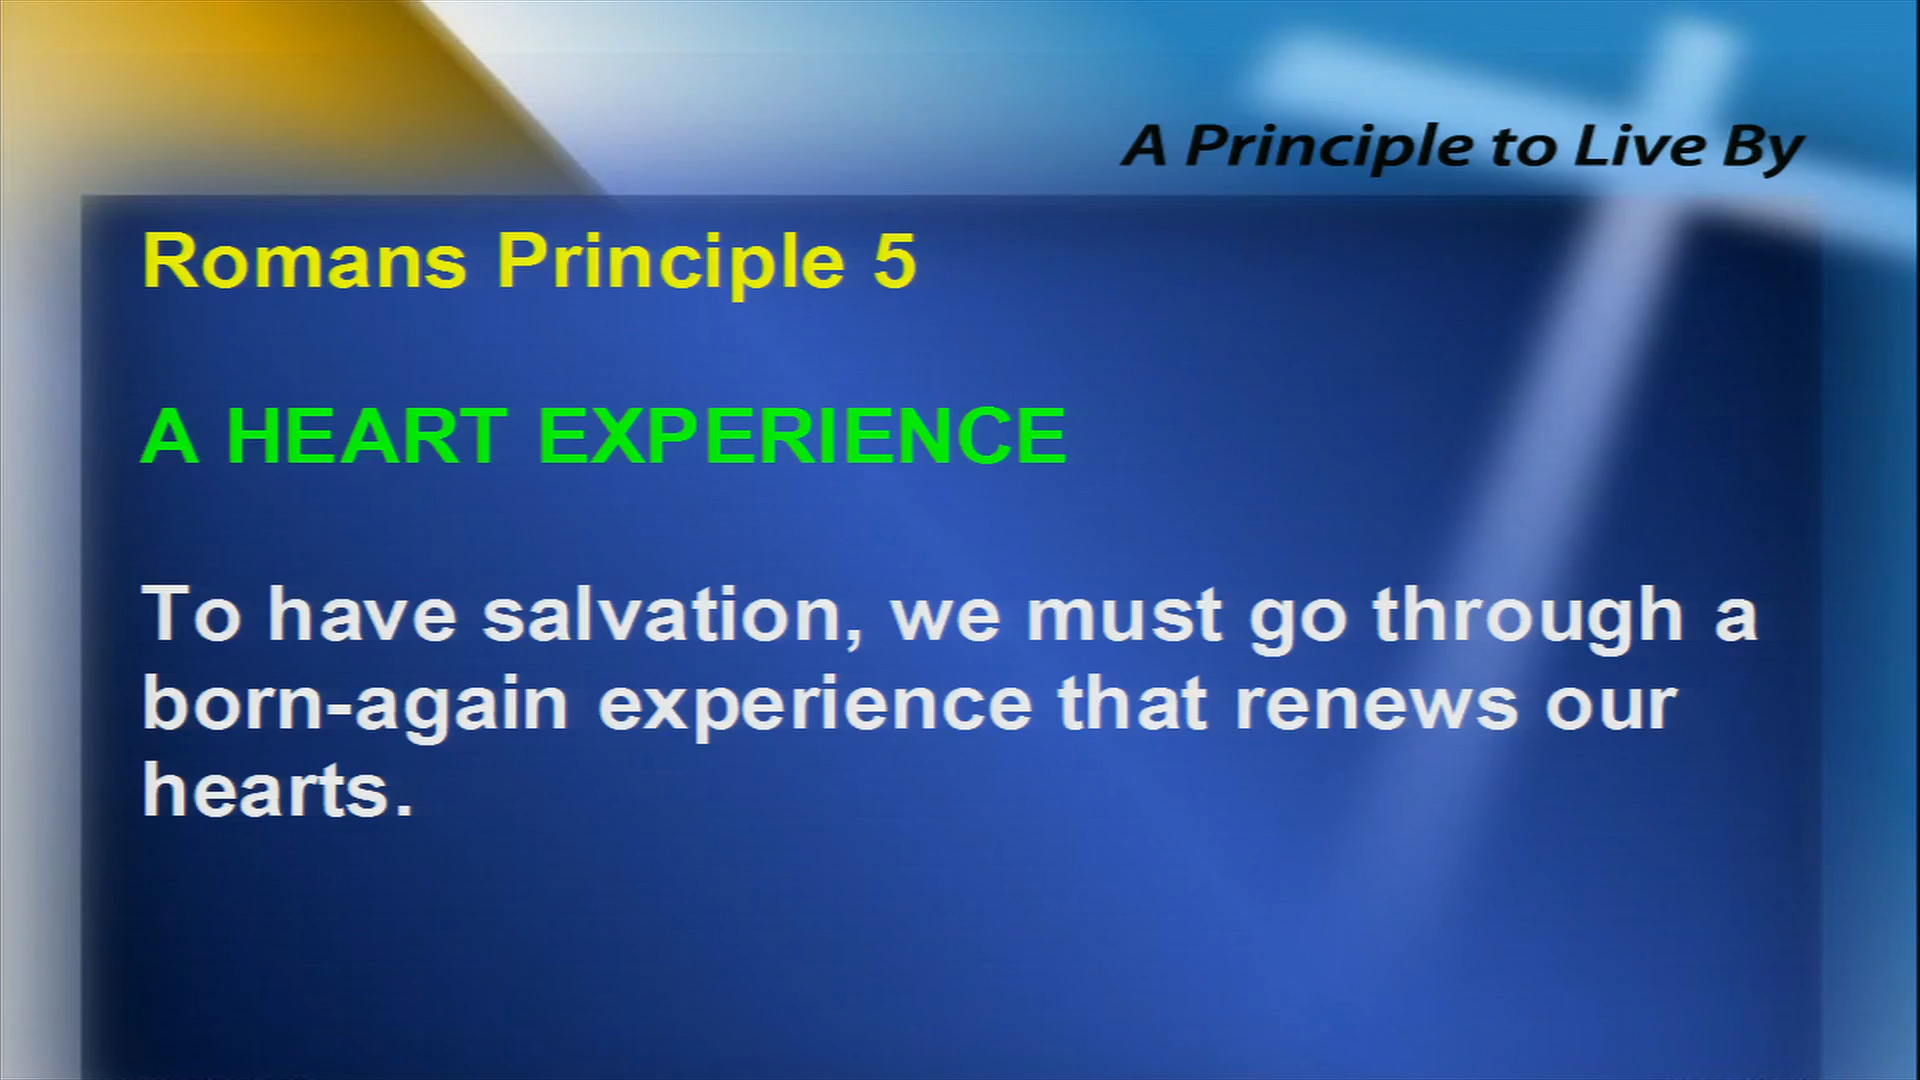 A Principle to Live By
Romans Principle 5
A HEART EXPERIENCE
To have salvation, we must go through a
born-again experience that renews our
hearts.